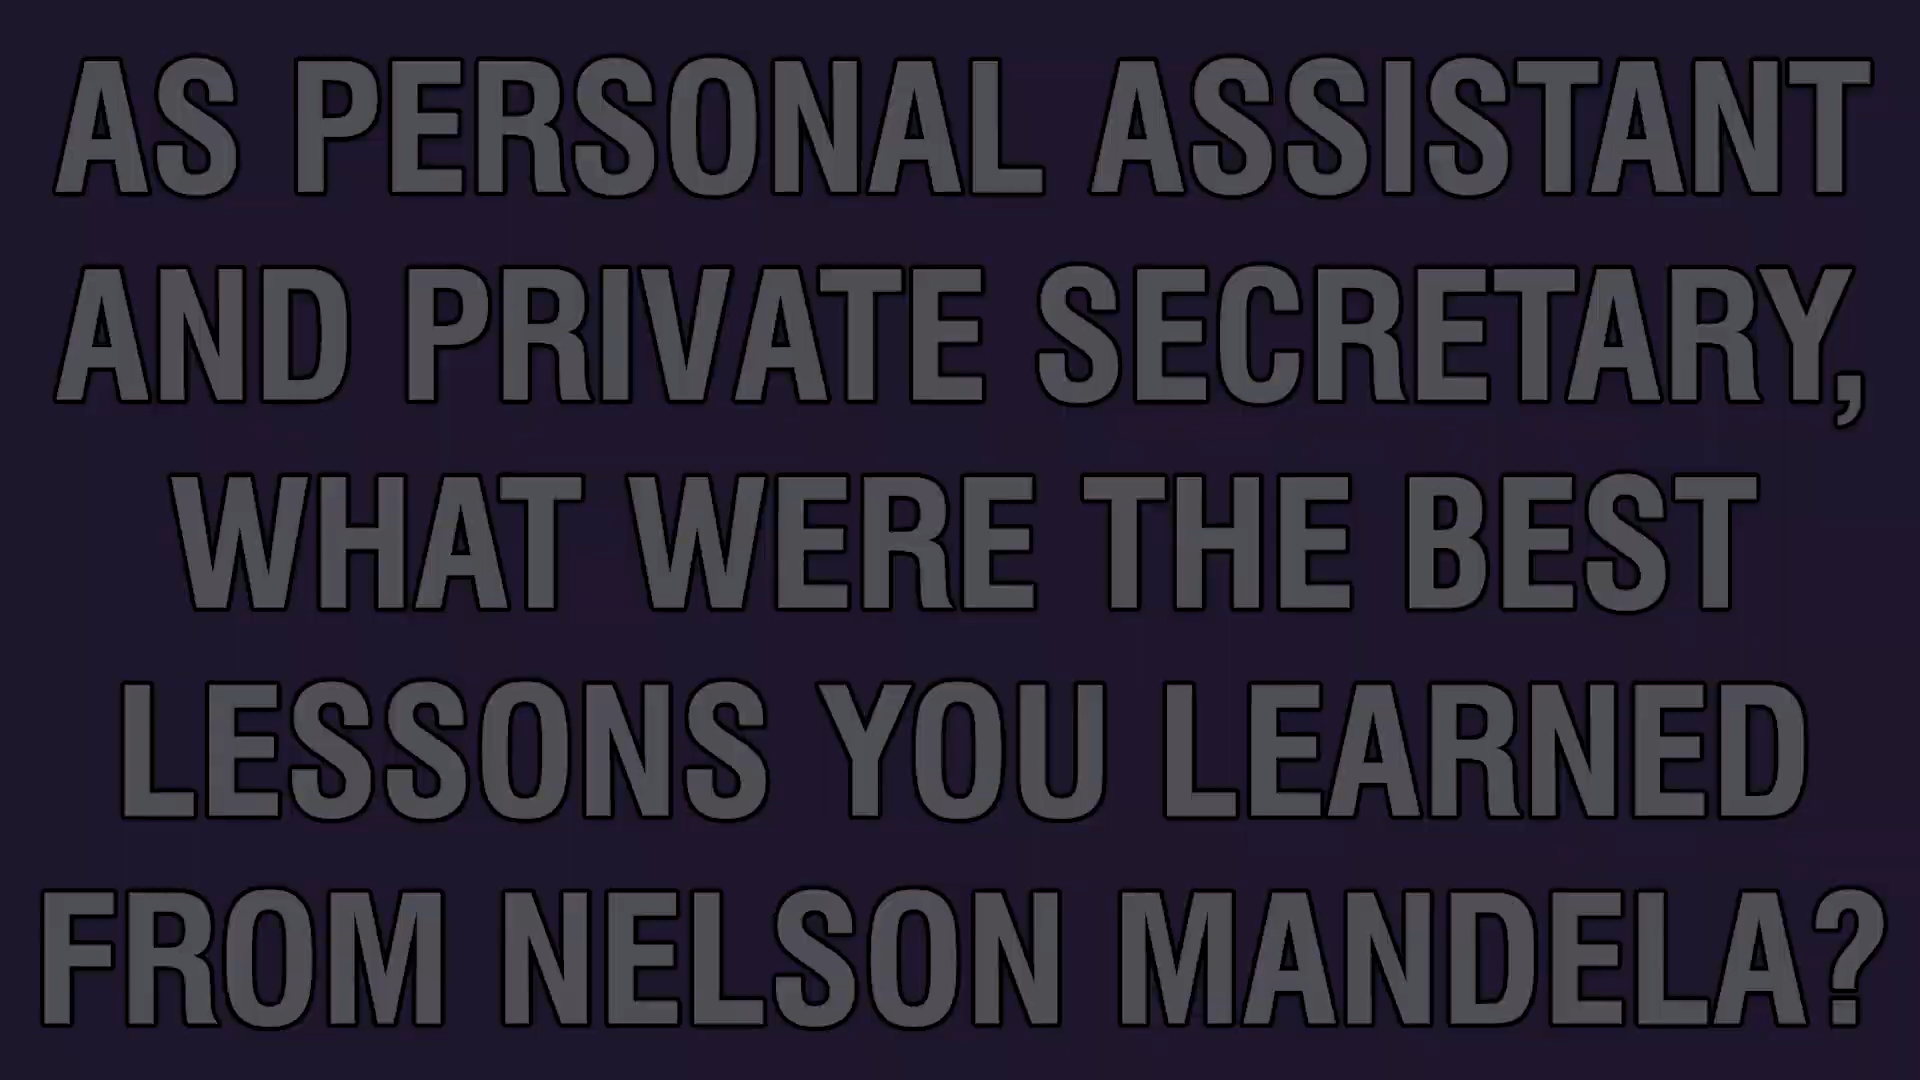 AS PERSONAL ASSISTANT
AND PRIVATE SECRETARY,
WHAT WERE THE BEST
LESSONS YOU LEARNED
FROM NELSON MANDELA?